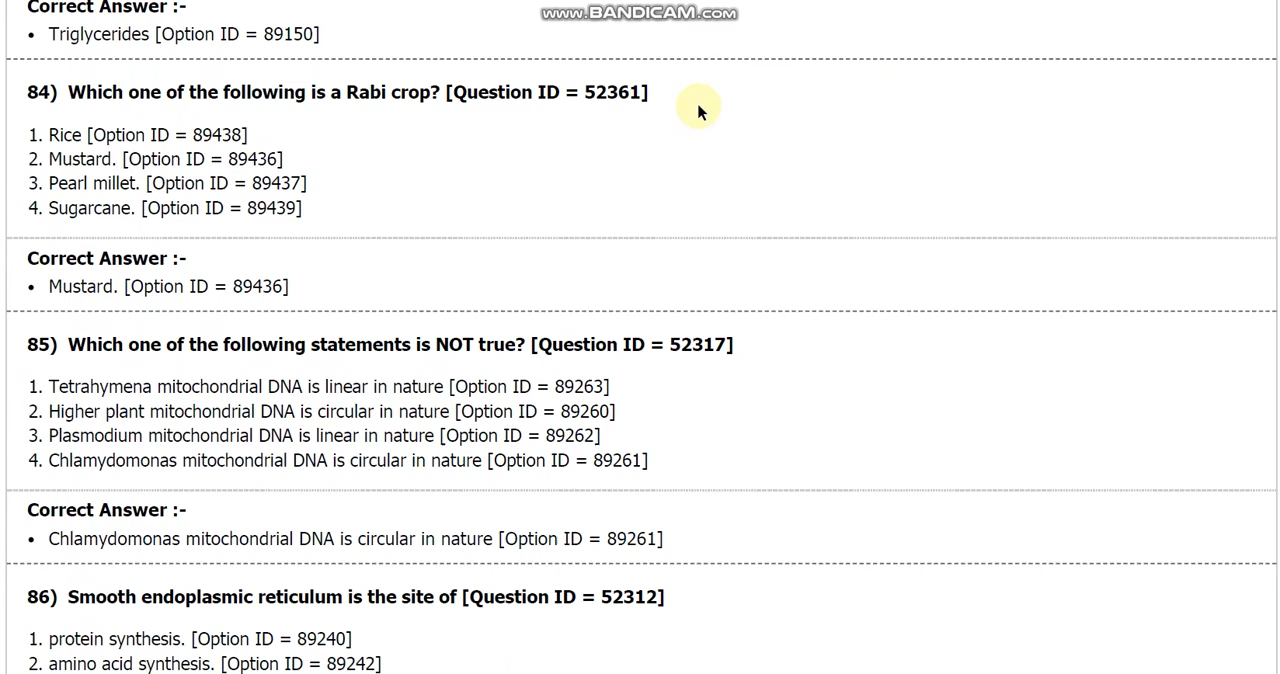 Correct Answer :-
www.BANDICAM.com
• Triglycerides [Option ID = 89150]
84) Which one of the following is a Rabi crop? [Question ID = 52361]
1. Rice [Option ID = 89438]
2. Mustard. [Option ID = 89436]
3. Pearl millet. [Option ID = 89437]
4. Sugarcane. [Option ID = 89439]
Correct Answer :-
• Mustard. [Option ID = 89436]
85) Which one of the following statements is NOT true? [Question ID = 52317]
1. Tetrahymena mitochondrial DNA is linear in nature [Option ID = 89263]
2. Higher plant mitochondrial DNA is circular in nature [Option ID = 89260]
3. Plasmodium mitochondrial DNA is linear in nature [Option ID = 89262]
4. Chlamydomonas mitochondrial DNA is circular in nature [Option ID = 89261]
Correct Answer :-
• Chlamydomonas mitochondrial DNA is circular in nature [Option ID = 89261]
86) Smooth endoplasmic reticulum is the site of [Question ID = 52312]
1. protein synthesis. [Option ID = 89240]
2. amino acid synthesis. [Option ID = 89242]